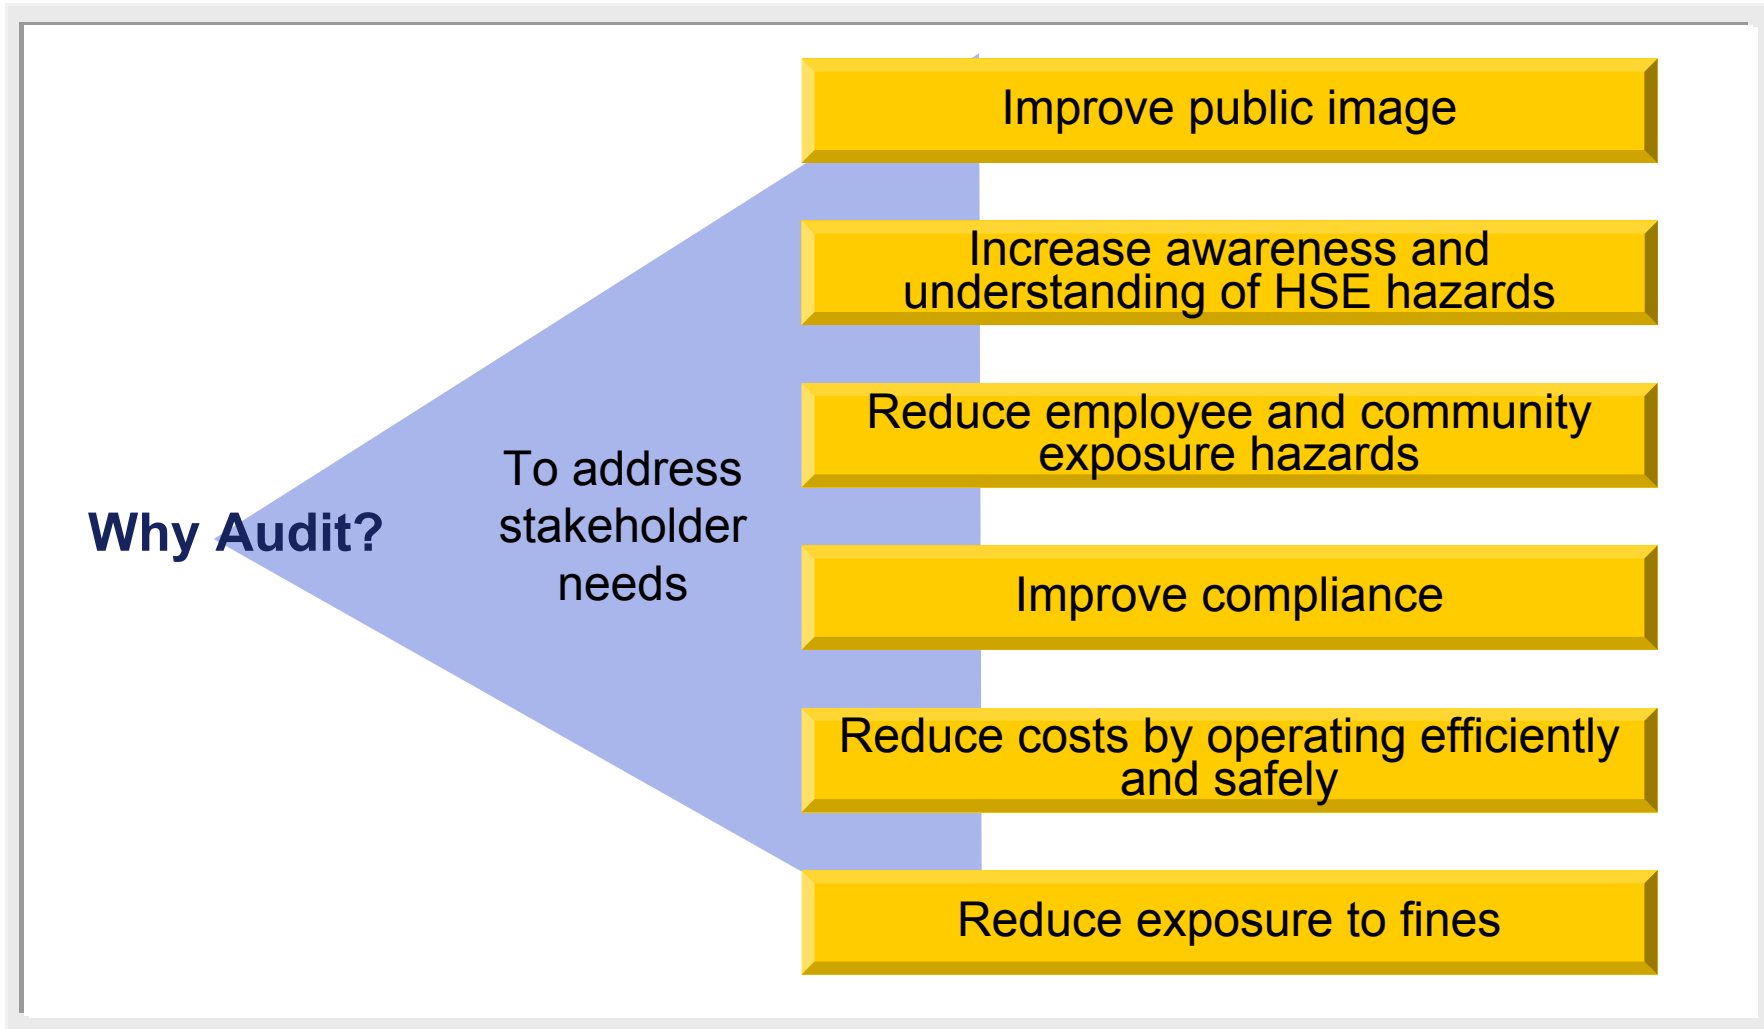 Why Audit?
To address
stakeholder
needs
Improve public image
Increase awareness and
understanding of HSE hazards
Reduce employee and community
exposure hazards
Improve compliance
Reduce costs by operating efficiently
and safely
Reduce exposure to fines